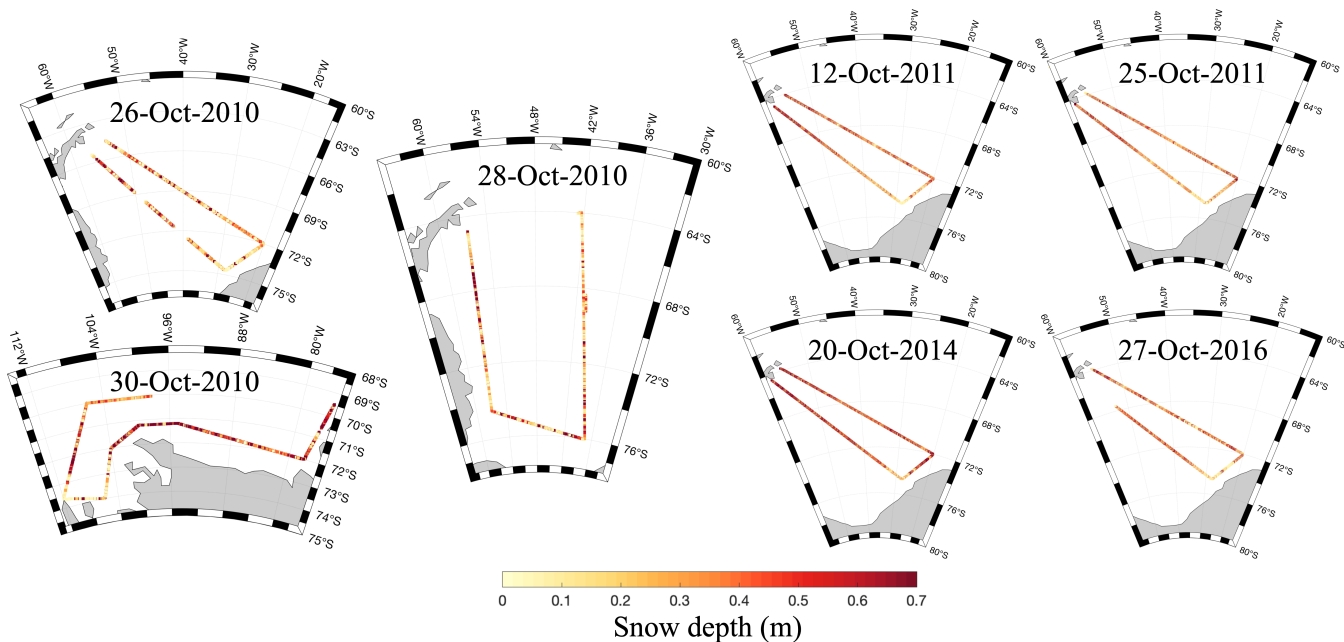 26-Oct-2010
60°W
50°W
40°W
30°W
20°W
60°S
63°S
66°S
69°S
72°S
75°S
28-Oct-2010
60°W
54°W
48°W
42°W
36°W
30°W
60°S
64°S
68°S
72°S
76°S
12-Oct-2011
60°W
50°W
40°W
30°W
20°W
60°S
64°S
68°S
72°S
76°S
80°S
25-Oct-2011
60°W
50°W
40°W
30°W
20°W
60°S
64°S
68°S
72°S
76°S
80°S
30-Oct-2010
112°W
104°W
96°W
88°W
80°W
68°S
69°S
70°S
71°S
72°S
73°S
74°S
75°S
20-Oct-2014
60°W
50°W
40°W
30°W
20°W
60°S
64°S
68°S
72°S
76°S
80°S
27-Oct-2016
60°W
50°W
40°W
30°W
20°W
60°S
64°S
68°S
72°S
76°S
80°S
0 0.1 0.2 0.3 0.4 0.5 0.6 0.7
Snow depth (m)